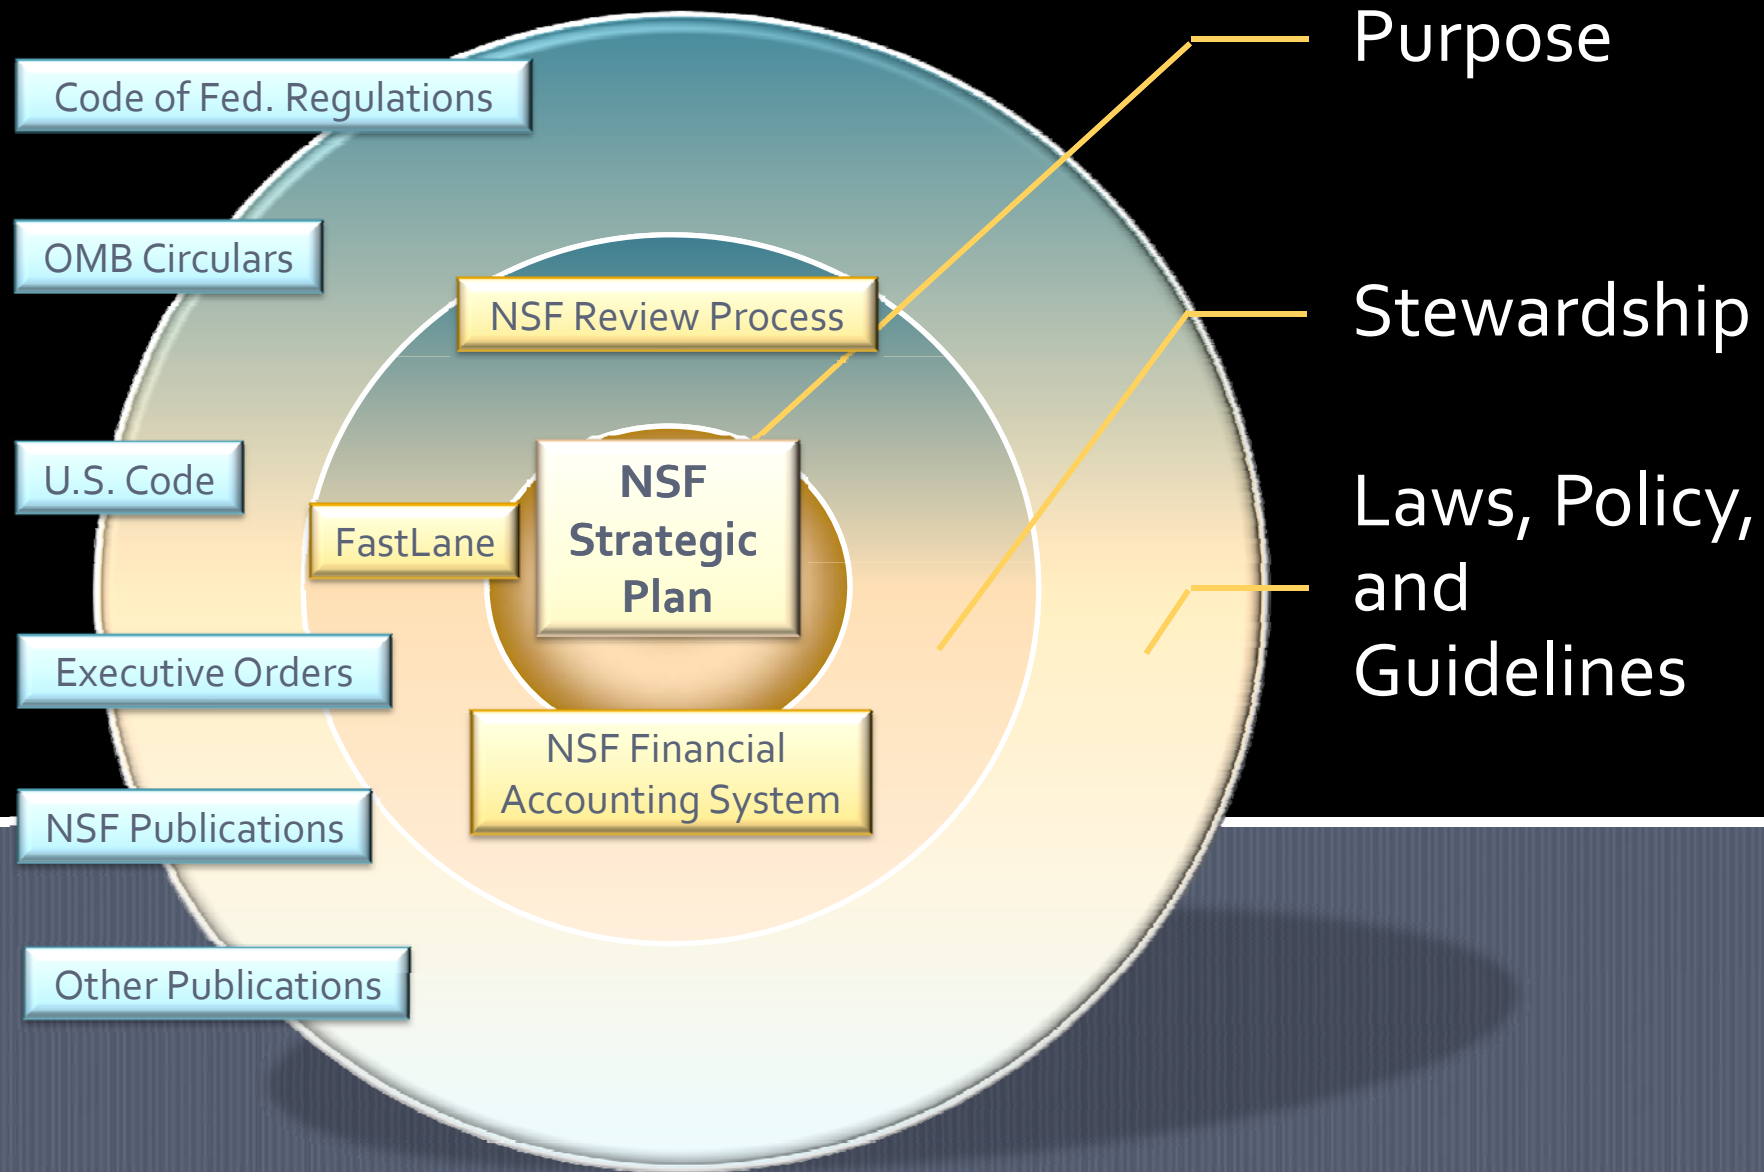 Purpose
Code of Fed. Regulations
OMB Circulars
NSF Review Process
Stewardship
U.S. Code
NSF
Strategic
Plan
FastLane
Laws, Policy,
and
Guidelines
Executive Orders
NSF Financial
Accounting System
NSF Publications
Other Publications